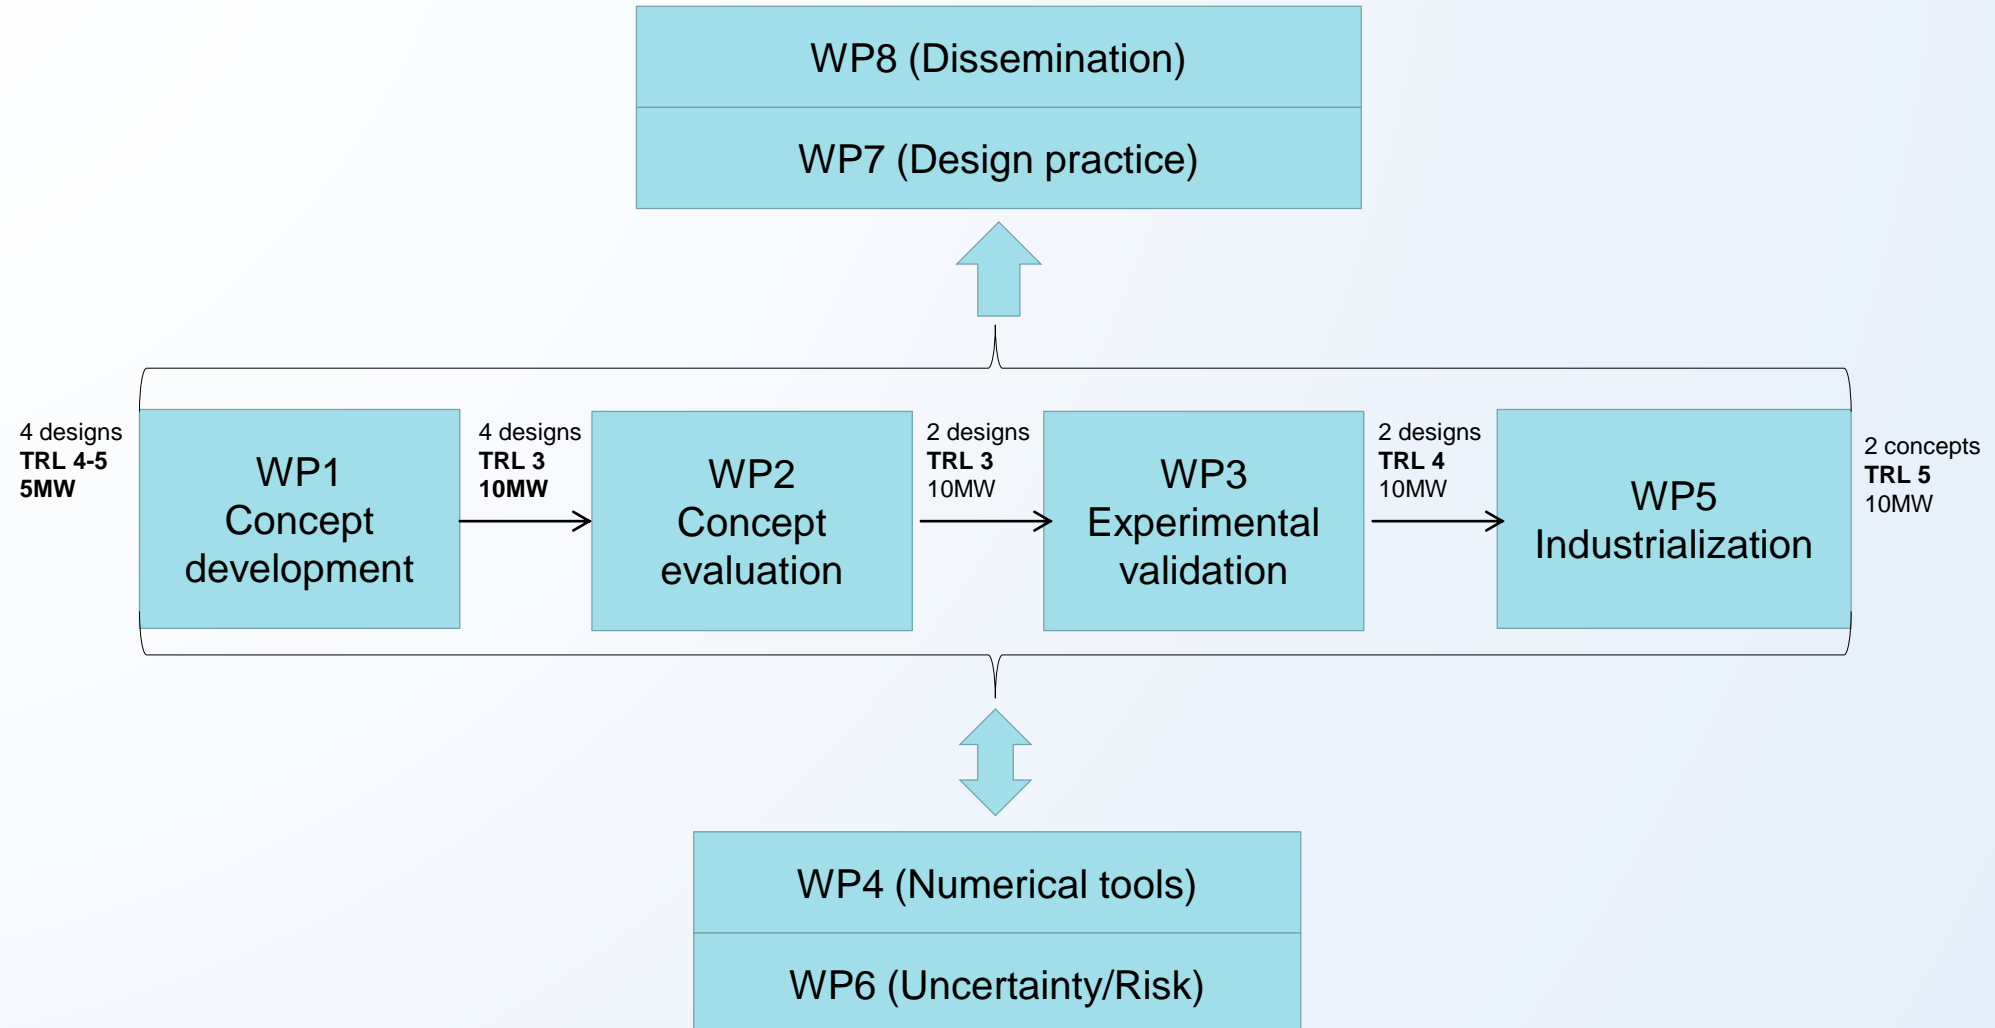 WP8 (Dissemination)
WP7 (Design practice)
4 designs
TRL 4-5
5MW
WP1
Concept
development
4 designs
TRL 3
10MW
WP2
Concept
evaluation
2 designs
TRL 3
10MW
WP3
Experimental
validation
2 designs
TRL 4
10MW
WP5
Industrialization
2 concepts
TRL 5
10MW
WP4 (Numerical tools)
WP6 (Uncertainty/Risk)